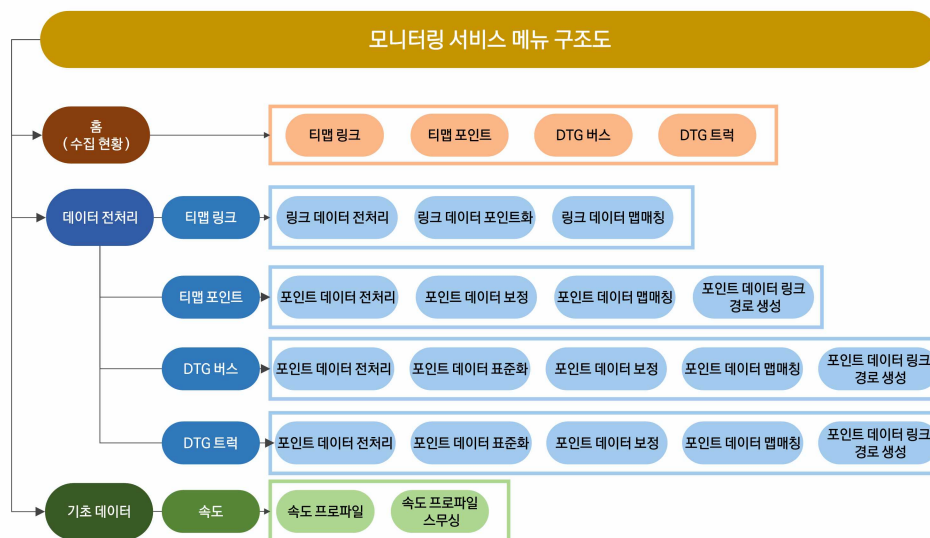 모니터링 서비스 메뉴 구조도
홈
( 수집 현황 )
티맵 링크
티맵 포인트
DTG 버스
DTG 트럭
데이터 전처리
티맵 링크
링크 데이터 전처리
링크 데이터 포인트화
링크 데이터 맵매칭
티맵 포인트
포인트 데이터 전처리
포인트 데이터 보정
포인트 데이터 맵매칭
포인트 데이터 링크
경로 생성
DTG 버스
포인트 데이터 전처리
포인트 데이터 표준화
포인트 데이터 보정
포인트 데이터 맵매칭
포인트 데이터 링크
경로 생성
DTG 트럭
포인트 데이터 전처리
포인트 데이터 표준화
포인트 데이터 보정
포인트 데이터 맵매칭
포인트 데이터 링크
경로 생성
기초 데이터
속도
속도 프로파일
속도 프로파일
스무싱